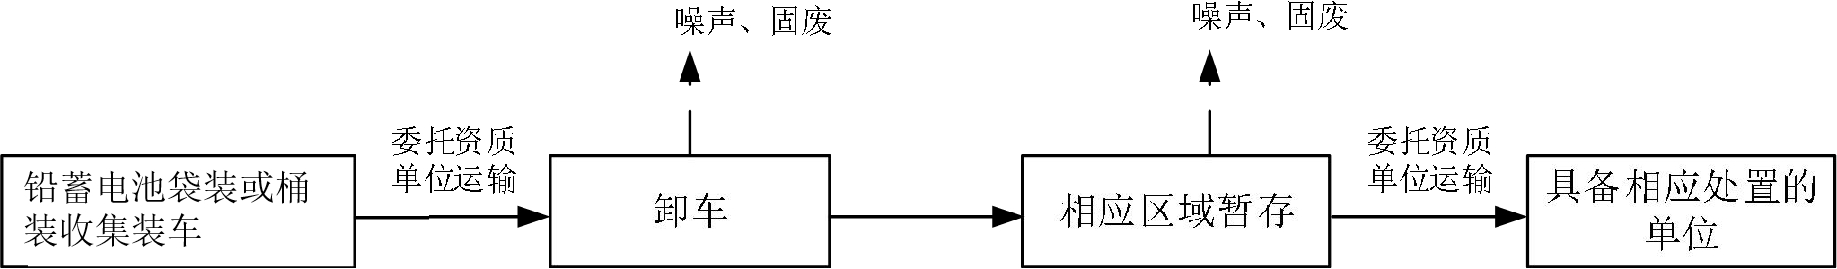 噪声、固废
噪声、固废
铅蓄电池袋装或桶
装收集装车
委托资质
单位运输
卸车
相应区域暂存
委托资质
单位运输
具备相应处置的
单位